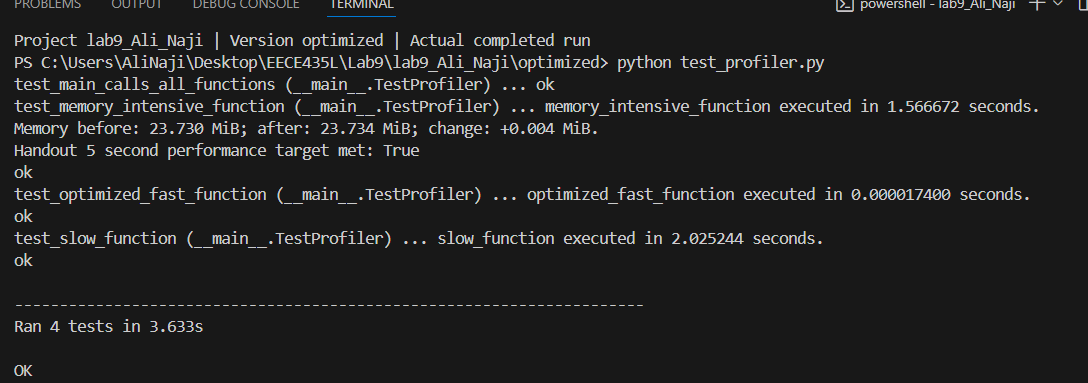 PROBLEMS OUTPUT DEBUG CONSOLE TERMINAL powershell - lab9_Ali_Naji
Project lab9_Ali_Naji | Version optimized | Actual completed run
PS C:\Users\AliNaji\Desktop\EECE435L\Lab9\lab9_Ali_Naji\optimized> python test_profiler.py
test_main_calls_all_functions (__main__.TestProfiler) ... ok
test_memory_intensive_function (__main__.TestProfiler) ... memory_intensive_function executed in 1.566672 seconds.
Memory before: 23.730 MiB; after: 23.734 MiB; change: +0.004 MiB.
Handout 5 second performance target met: True
ok
test_optimized_fast_function (__main__.TestProfiler) ... optimized_fast_function executed in 0.000017400 seconds.
ok
test_slow_function (__main__.TestProfiler) ... slow_function executed in 2.025244 seconds.
ok
----------------------------------------------------------------------
Ran 4 tests in 3.633s
OK